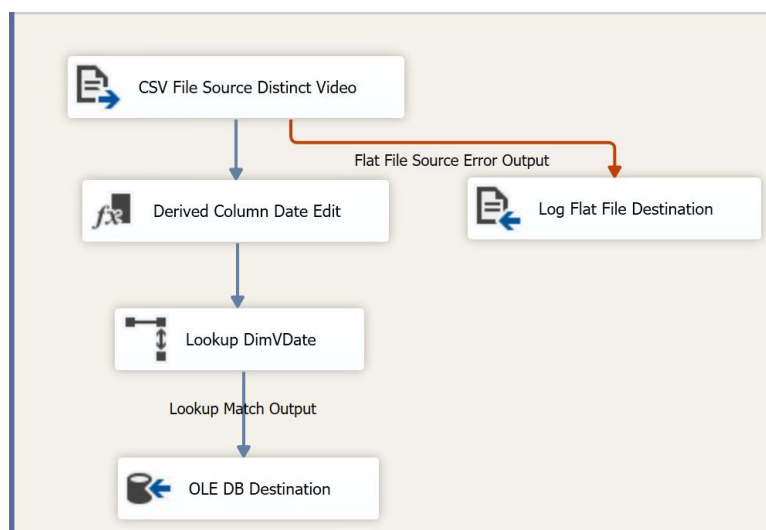 CSV File Source Distinct Video
Flat File Source Error Output
Derived Column Date Edit
Log Flat File Destination
Lookup DimVDate
Lookup Match Output
OLE DB Destination